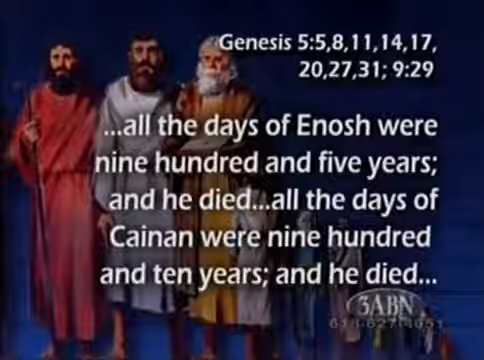 Genesis 5:5,8,11,14,17,
20,27,31; 9:29
...all the days of Enosh were
nine hundred and five years;
and he died...all the days of
Cainan were nine hundred
and ten years; and he died...
3ABN